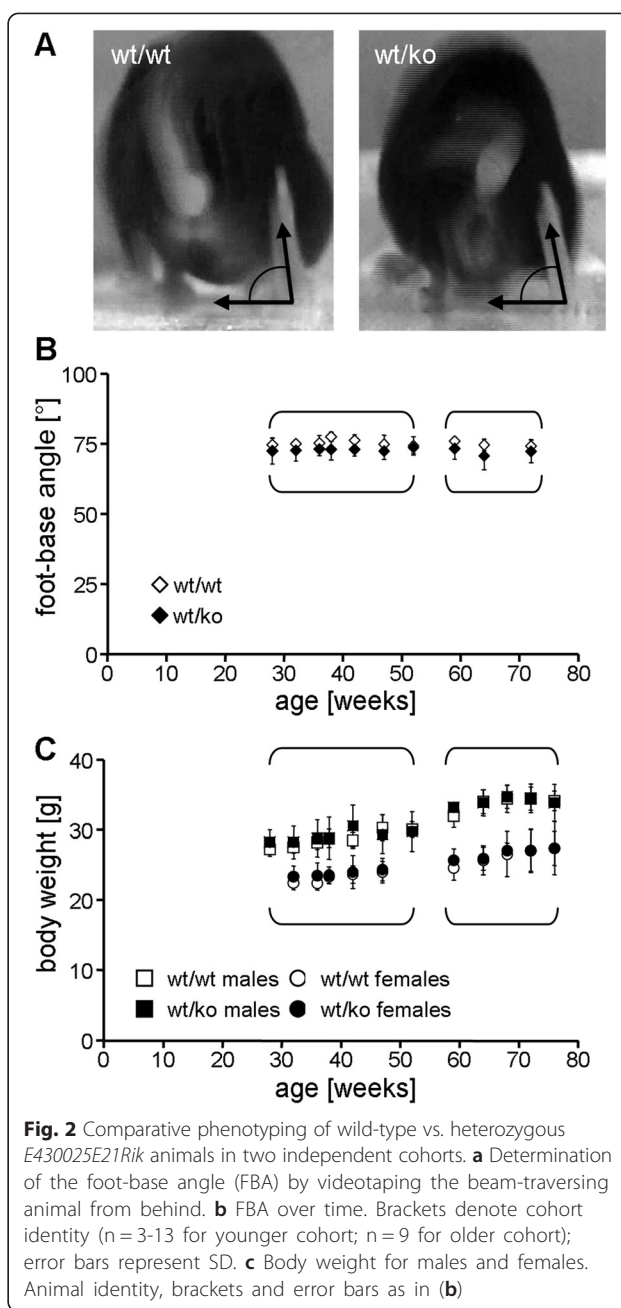 A
wt/wt
wt/ko
B
100
75
50
25
0
foot-base angle [°]
wt/wt
wt/ko
0 10 20 30 40 50 60 70 80
age [weeks]
C
40
30
20
10
0
body weight [g]
wt/wt males wt/wt females
wt/ko males wt/ko females
0 10 20 30 40 50 60 70 80
age [weeks]
Fig. 2 Comparative phenotyping of wild-type vs. heterozygous
E430025E21Rik animals in two independent cohorts. a Determination
of the foot-base angle (FBA) by videotaping the beam-traversing
animal from behind. b FBA over time. Brackets denote cohort
identity (n = 3-13 for younger cohort; n = 9 for older cohort);
error bars represent SD. c Body weight for males and females.
Animal identity, brackets and error bars as in (b)